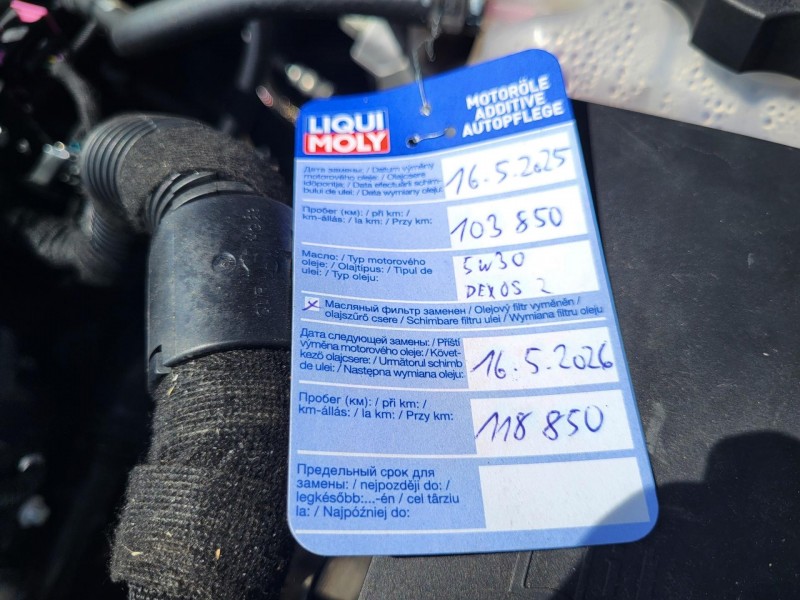 LIQUI
MOLY
MOTORÖLE
ADDITIVE
AUTOPFLEGE
Дата замены: / Datum výměny
motorového oleje: / Olajcsere
időpontja: / Data efectuării schim-
bului de ulei: / Data wymiany oleju:
16.5.2025
Пробег (км): / při km: /
km-állás: / la km: / Przy km:
103 850
Масло: / Typ motorového
oleje: / Olajtípus: / Tipul de
ulei: / Typ oleju:
5w30
DEXOS 2
Масляный фильтр заменен / Olejový filtr vyměněn /
olajszűrő csere / Schimbare filtru ulei / Wymiana filtru oleju
Дата следующей замены: / Příští
výměna motorového oleje: / Követ-
kező olajcsere: / Următorul schimb
de ulei: / Następna wymiana oleju:
16.5.2026
Пробег (км): / při km: /
km-állás: / la km: / Przy km:
118 850
Предельный срок для
замены: / nejpozději do: /
legkésőbb:...-én / cel târziu
la: / Najpóźniej do: